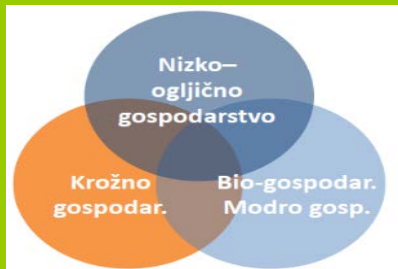 Nizko–
ogljično
gospodarstvo
Krožno
gospodar.
Bio-gospodar.
Modro gosp.